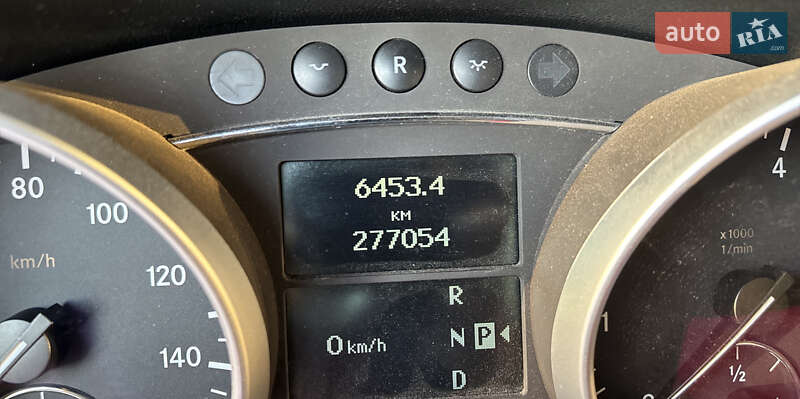 auto RIA
.com
R
6453.4
KM
277054
80
100
120
140
km/h
0 km/h
R
N P
D
x1000
1/min
4
1
1/2